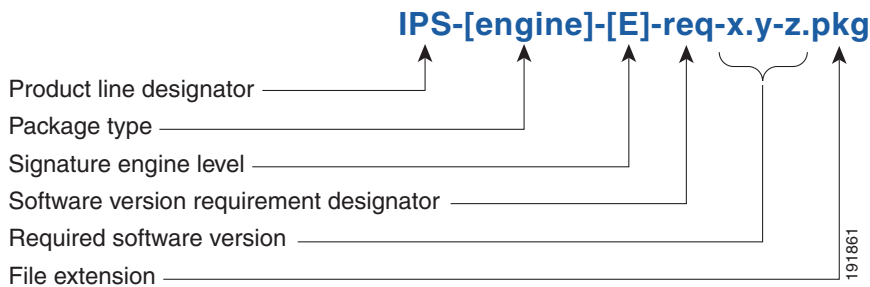 IPS-[engine]-[E]-req-x.y-z.pkg
Product line designator
Package type
Signature engine level
Software version requirement designator
Required software version
File extension
191861